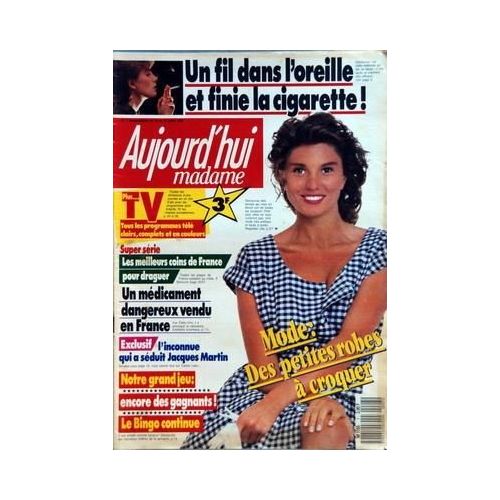 Un fil dans l'oreille
et finie la cigarette !
Aujourd'hui
madame
Plus
TV
3F
Tous les programmes télé
clairs, complets et en couleurs
Super série
Les meilleurs coins de France
pour draguer
Un médicament
dangereux vendu
en France
Exclusif l'inconnue
qui a séduit Jacques Martin
Notre grand jeu :
encore des gagnants !
Le Bingo continue
Mode :
Des petites robes
à croquer